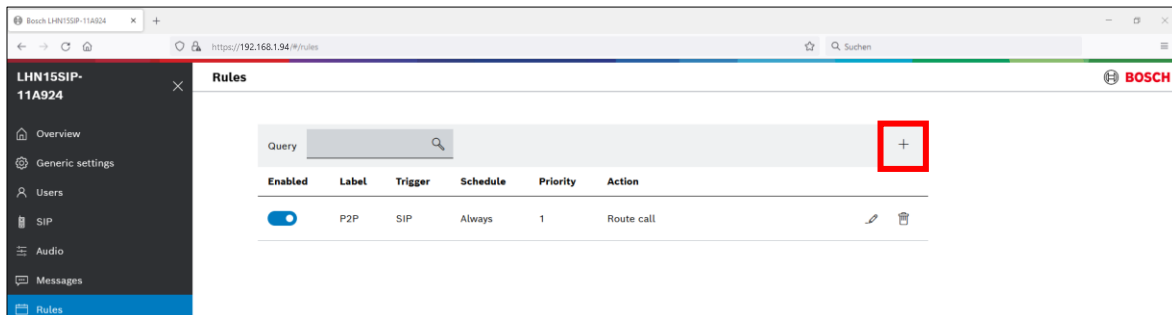 Bosch LHN15SIP-11A924
https://192.168.1.94/#/rules
Suchen
LHN15SIP-
11A924
Rules
BOSCH
Overview
Generic settings
Users
SIP
Audio
Messages
Rules
Query
Enabled Label Trigger Schedule Priority Action
P2P SIP Always 1 Route call